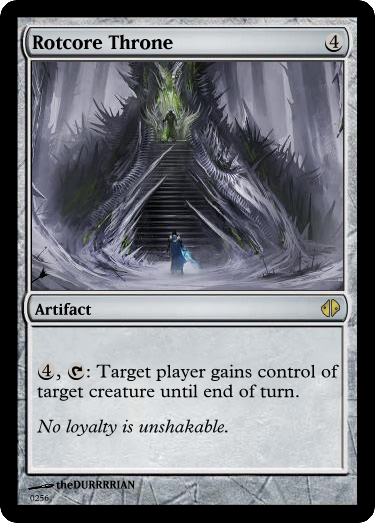 Rotcore Throne 4
Artifact
4, T: Target player gains control of
target creature until end of turn.
No loyalty is unshakable.
theDURRRRIAN
0256